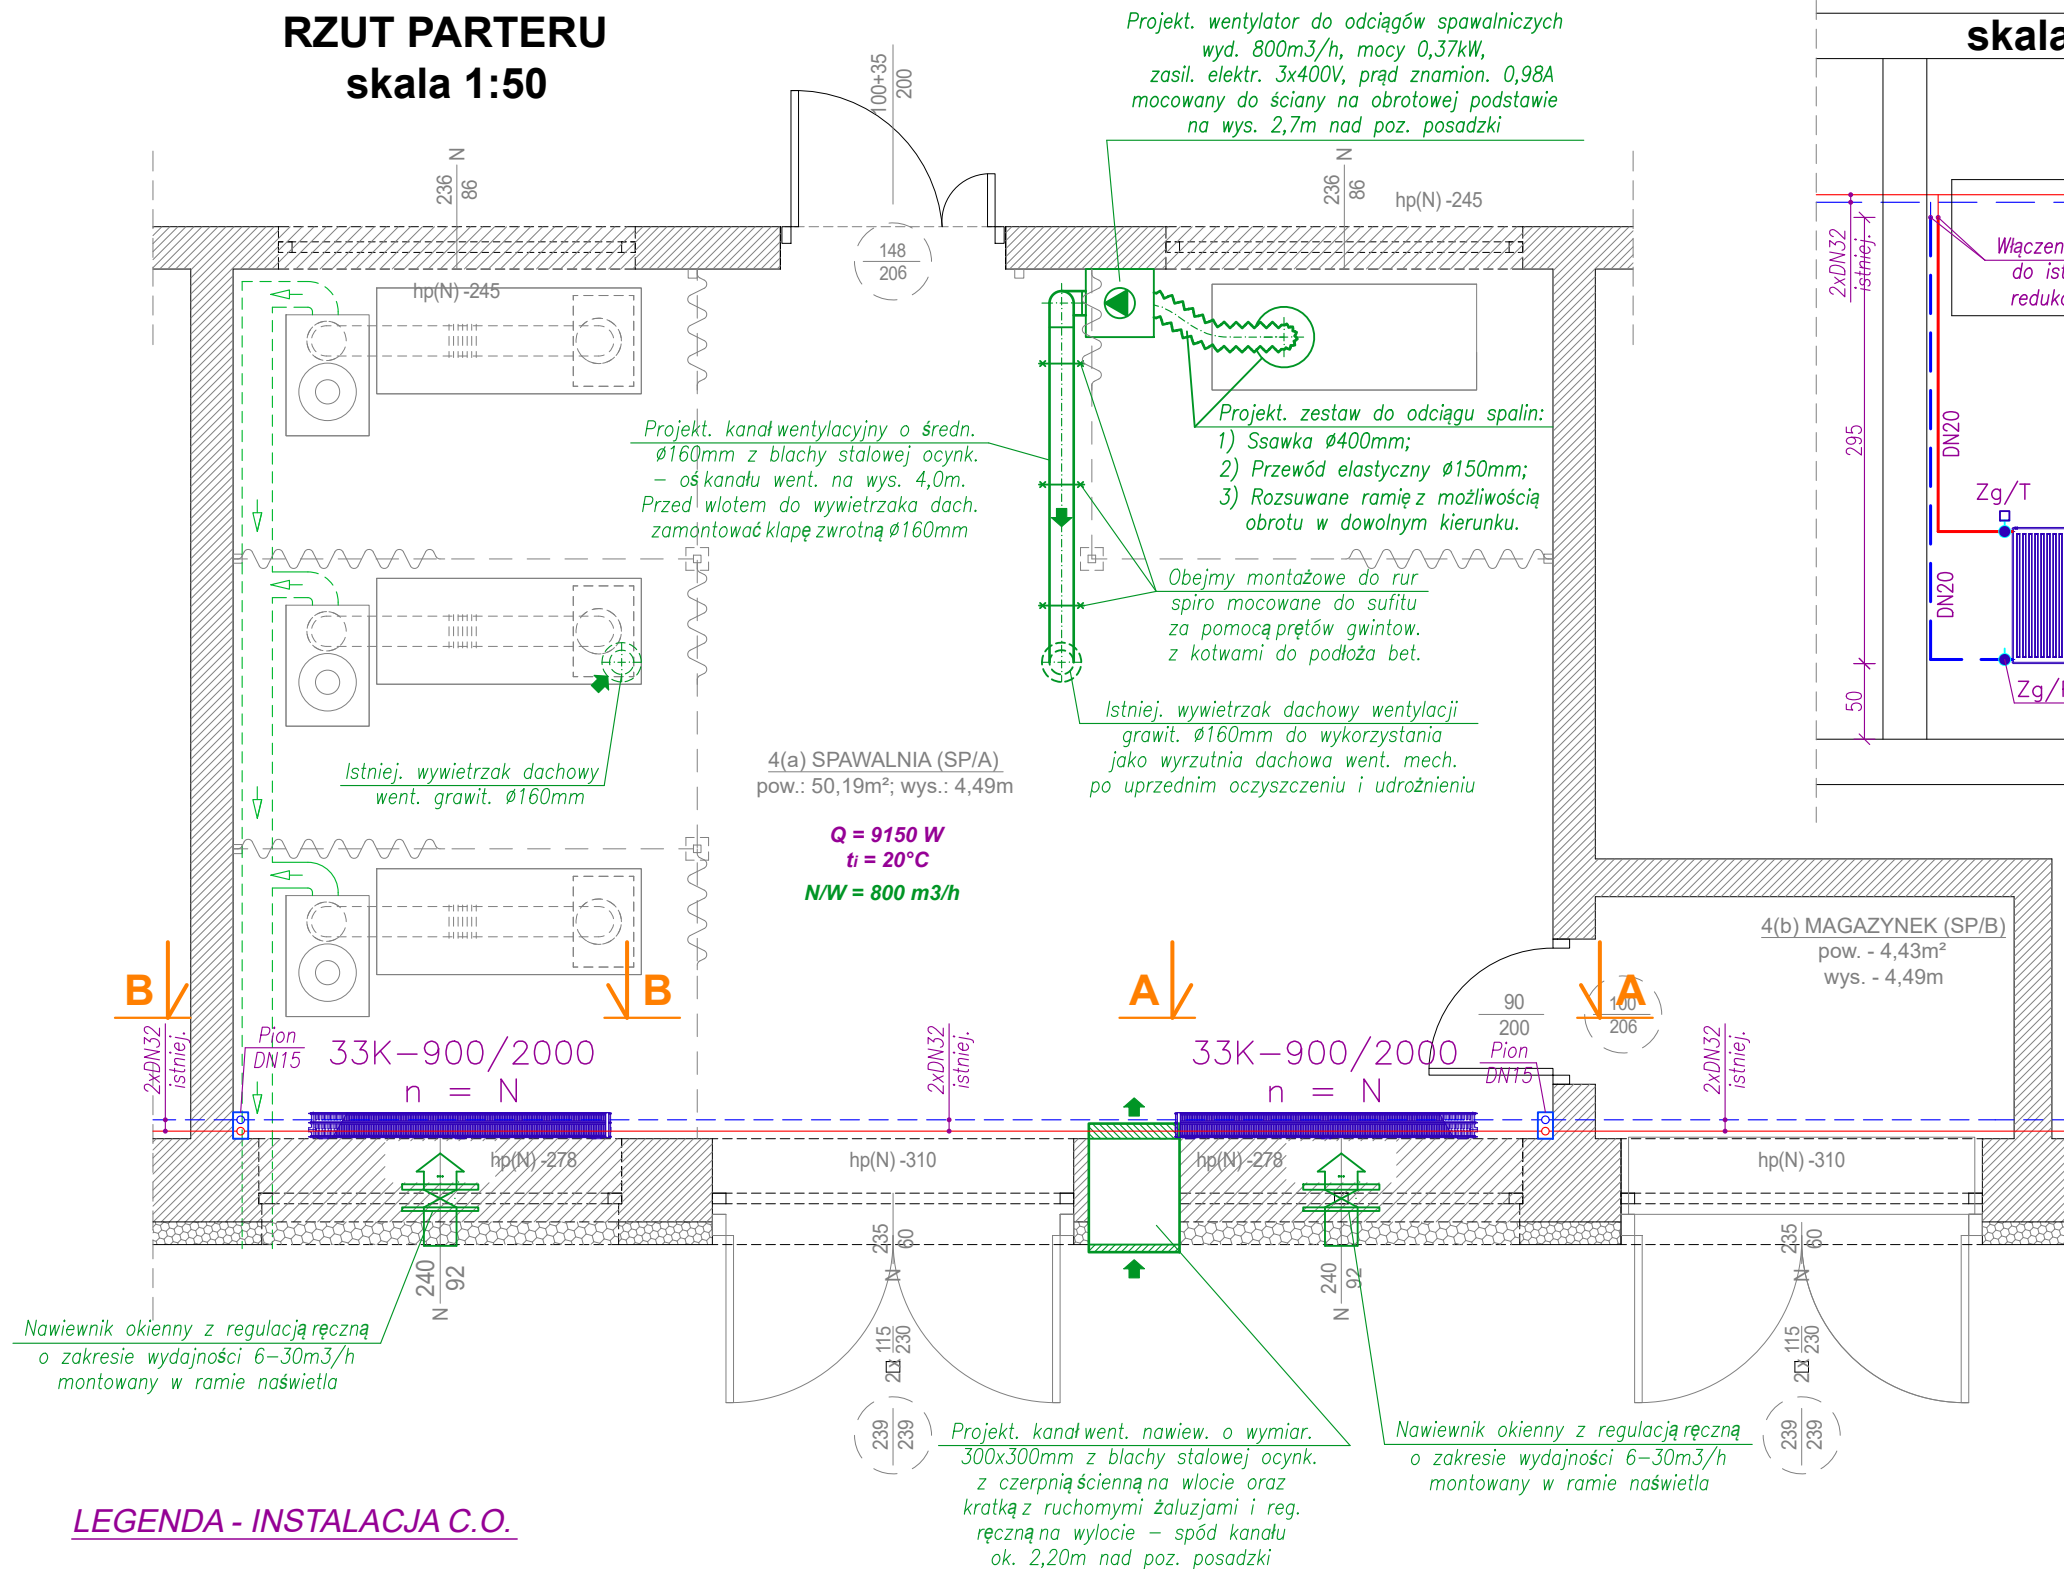 RZUT PARTERU
skala 1:50
Projekt. wentylator do odciągów spawalniczych
wyd. 800m3/h, mocy 0,37kW,
zasil. elektr. 3x400V, prąd znamion. 0,98A
mocowany do ściany na obrotowej podstawie
na wys. 2,7m nad poz. posadzki
skala
100+35
200
236
86
N
236
86
N
hp(N) -245
148
206
hp(N) -245
2xDN32
istniej.
Projekt. kanał wentylacyjny o średn.
ø160mm z blachy stalowej ocynk.
– oś kanału went. na wys. 4,0m.
Przed wlotem do wywietrzaka dach.
zamontować klapę zwrotną ø160mm
Projekt. zestaw do odciągu spalin:
1) Ssawka ø400mm;
2) Przewód elastyczny ø150mm;
3) Rozsuwane ramię z możliwością
obrotu w dowolnym kierunku.
295
DN20
Zg/T
DN20
50
Obejmy montażowe do rur
spiro mocowane do sufitu
za pomocą prętów gwintow.
z kotwami do podłoża bet.
Istniej. wywietrzak dachowy wentylacji
grawit. ø160mm do wykorzystania
jako wyrzutnia dachowa went. mech.
po uprzednim oczyszczeniu i udrożnieniu
Istniej. wywietrzak dachowy
went. grawit. ø160mm
4(a) SPAWALNIA (SP/A)
pow.: 50,19m²; wys.: 4,49m
Q = 9150 W
ti = 20°C
N/W = 800 m3/h
4(b) MAGAZYNEK (SP/B)
pow. - 4,43m²
wys. - 4,49m
B
B
A
A
90
200
100
206
2xDN32
istniej.
Pion
DN15
33K–900/2000
n = N
2xDN32
istniej.
33K–900/2000
n = N
Pion
DN15
2xDN32
istniej.
hp(N) -278
hp(N) -310
hp(N) -278
hp(N) -310
240
92
N
235
60
N
240
92
N
235
60
N
115
230
115
230
239
239
239
239
Nawiewnik okienny z regulacją ręczną
o zakresie wydajności 6–30m3/h
montowany w ramie naświetla
Projekt. kanał went. nawiew. o wymiar.
300x300mm z blachy stalowej ocynk.
z czerpnią ścienną na wlocie oraz
kratką z ruchomymi żaluzjami i reg.
ręczną na wylocie – spód kanału
ok. 2,20m nad poz. posadzki
Nawiewnik okienny z regulacją ręczną
o zakresie wydajności 6–30m3/h
montowany w ramie naświetla
LEGENDA - INSTALACJA C.O.